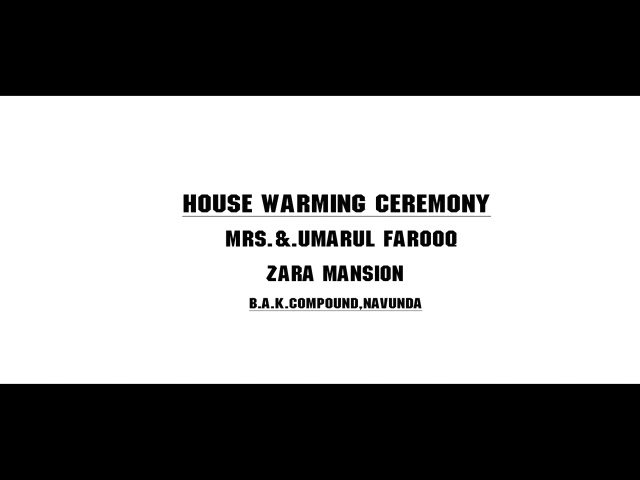 HOUSE WARMING CEREMONY
MRS.&.UMARUL FAROOQ
ZARA MANSION
B.A.K.COMPOUND,NAVUNDA